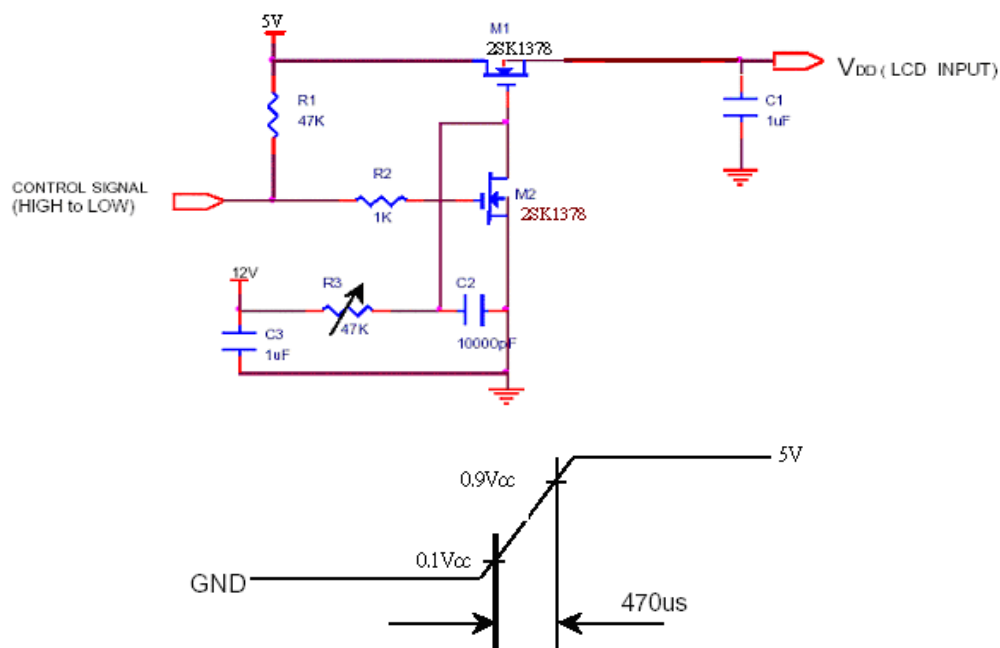 5V
M1
2SK1378
VDD ( LCD INPUT)
R1
47K
C1
1uF
CONTROL SIGNAL
(HIGH to LOW)
R2
1K
M2
2SK1378
12V
R3
47K
C2
10000pF
C3
1uF
5V
0.9Vcc
0.1Vcc
GND
470us